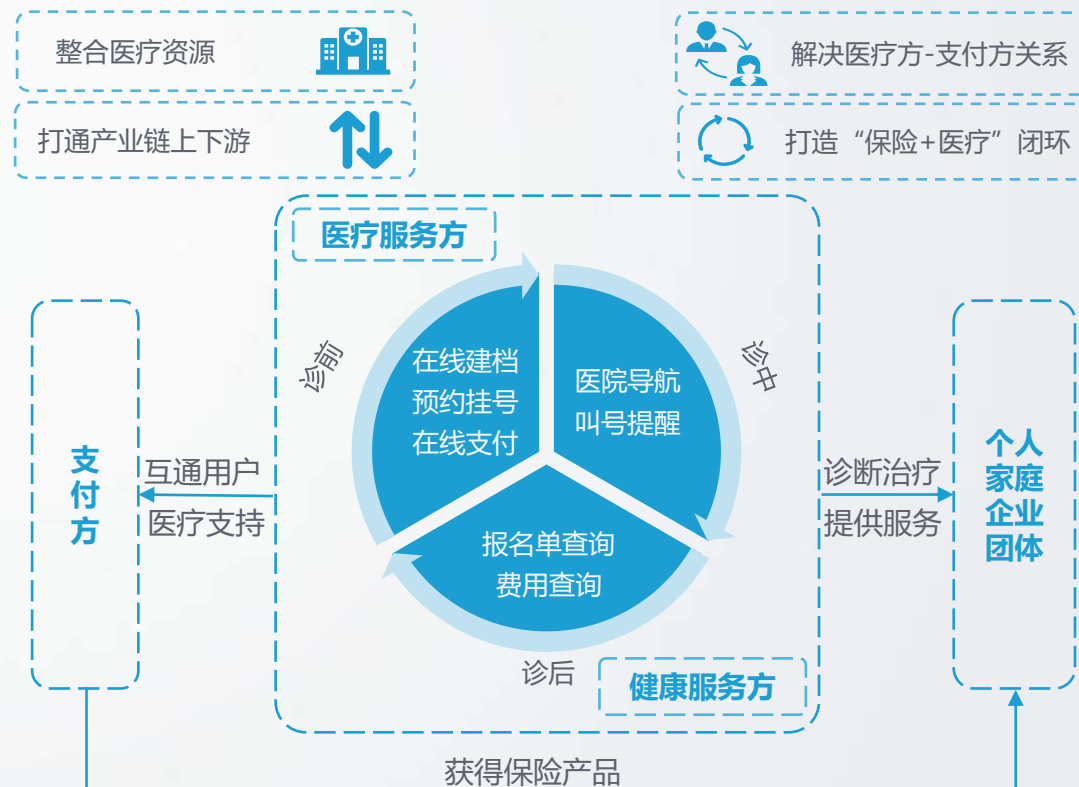 整合医疗资源
解决医疗方-支付方关系
打通产业链上下游
打造“保险+医疗”闭环
医疗服务方
诊前
在线建档
预约挂号
在线支付
医院导航
叫号提醒
诊中
支付方
互通用户
医疗支持
诊断治疗
提供服务
个人
家庭
企业
团体
报名单查询
费用查询
诊后
健康服务方
获得保险产品